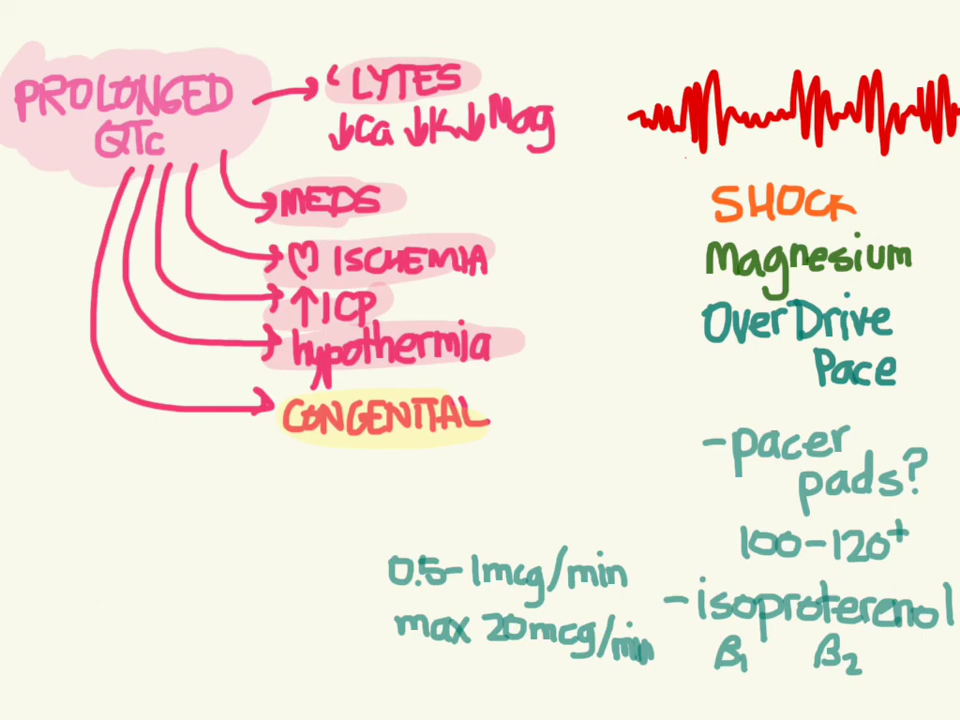 PROLONGED
QTc
' LYTES
↓Ca ↓K ↓Mag
MEDS
ISCHEMIA
↑ICP
hypothermia
CONGENITAL
SHOCK
Magnesium
OverDrive
Pace
-pacer
pads?
100-120+
-isoproterenol
β1 β2
0.5-1mcg/min
max 20mcg/min